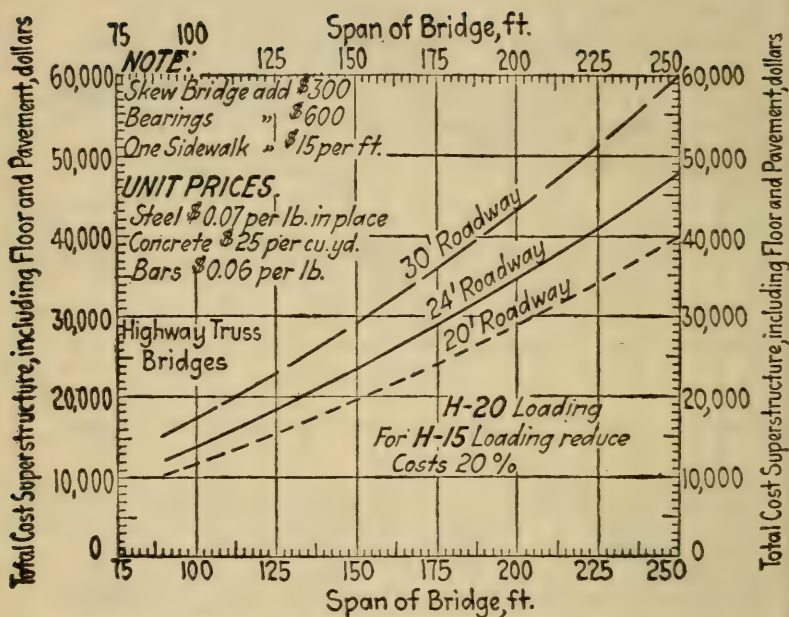 Span of Bridge, ft.
75 100 125 150 175 200 225 250
NOTE:
Skew Bridge add $300
Bearings " $600
One Sidewalk " $15 per ft.
UNIT PRICES.
Steel $0.07 per lb. in place
Concrete $25 per cu. yd.
Bars $0.06 per lb.
Highway Truss
Bridges
30' Roadway
24' Roadway
20' Roadway
H-20 Loading
For H-15 Loading reduce
Costs 20%
Total Cost Superstructure, including Floor and Pavement, dollars
60,000
50,000
40,000
30,000
20,000
10,000
0
60,000
50,000
40,000
30,000
20,000
10,000
0
Total Cost Superstructure, including Floor and Pavement, dollars
75 100 125 150 175 200 225 250
Span of Bridge, ft.